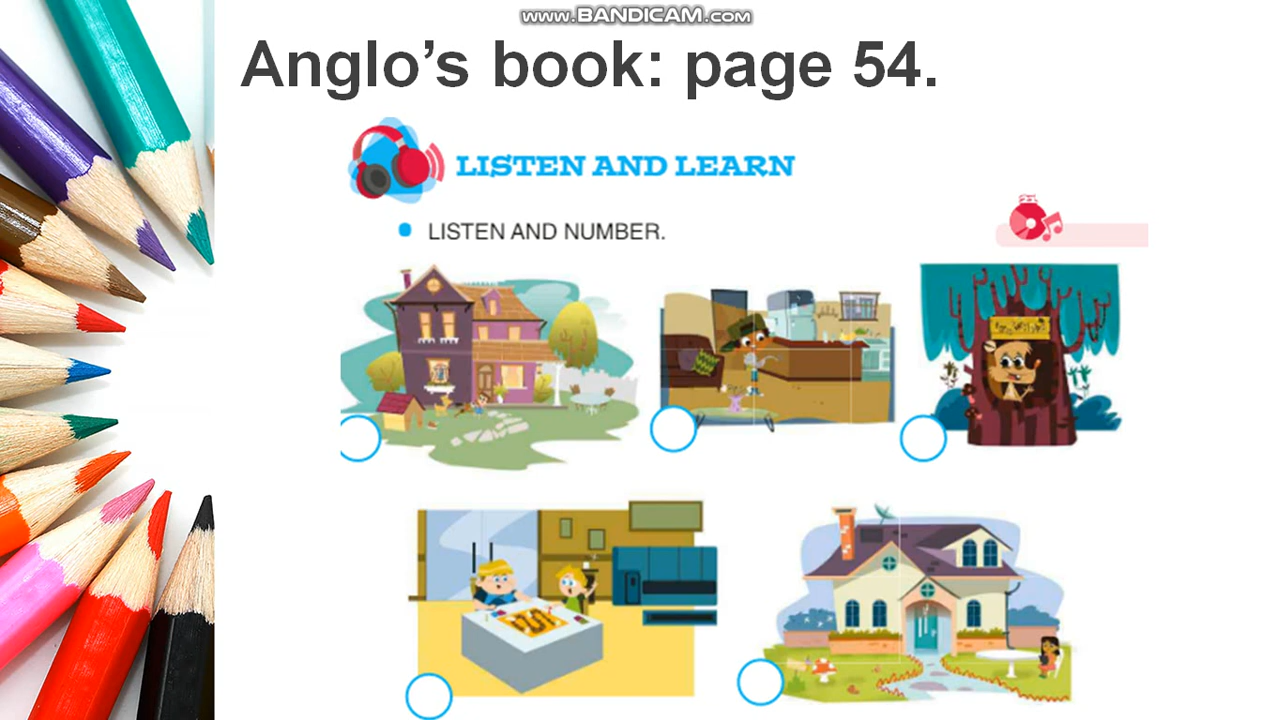 www.BANDICAM.com
Anglo’s book: page 54.
LISTEN AND LEARN
LISTEN AND NUMBER.